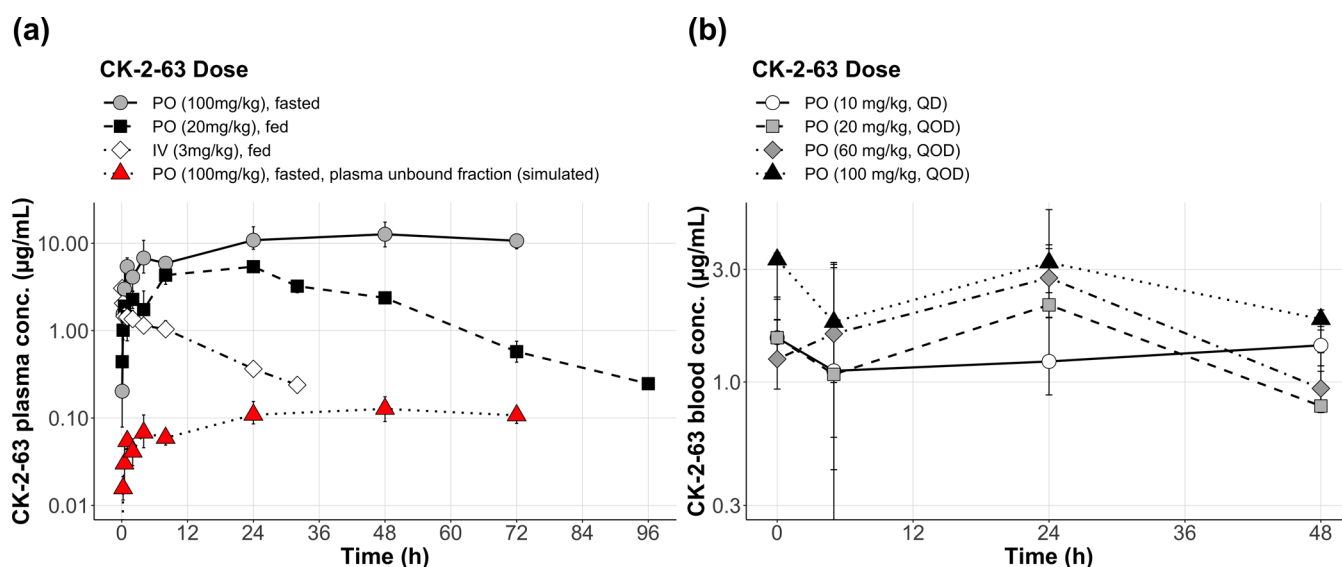 (a)
CK-2-63 Dose
PO (100mg/kg), fasted
PO (20mg/kg), fed
IV (3mg/kg), fed
PO (100mg/kg), fasted, plasma unbound fraction (simulated)
CK-2-63 plasma conc. (µg/mL)
10.00
1.00
0.10
0.01
0 12 24 36 48 60 72 84 96
Time (h)
(b)
CK-2-63 Dose
PO (10 mg/kg, QD)
PO (20 mg/kg, QOD)
PO (60 mg/kg, QOD)
PO (100 mg/kg, QOD)
CK-2-63 blood conc. (µg/mL)
3.0
1.0
0.3
0 12 24 36 48
Time (h)